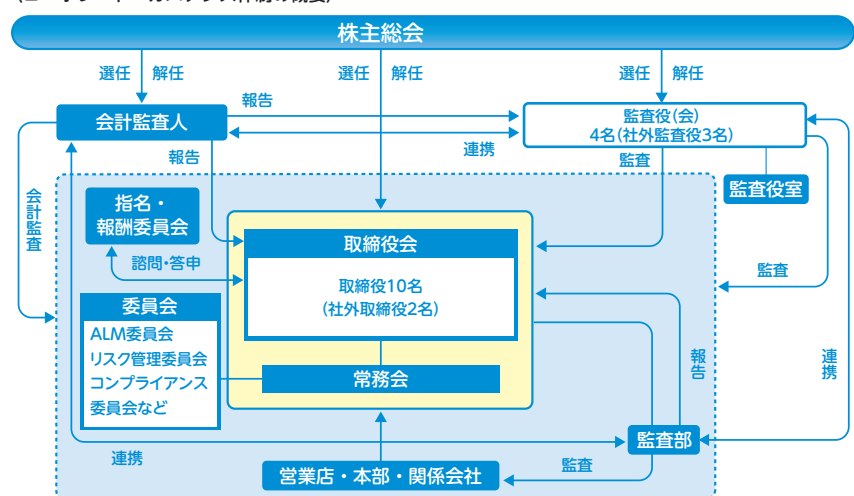 株主総会
選任 解任
選任 解任
選任 解任
会計監査人
報告
監査役(会)
4名(社外監査役3名)
連携
報告
監査
監査役室
会計監査
指名・
報酬委員会
諮問・答申
取締役会
取締役10名
(社外取締役2名)
監査
委員会
ALM委員会
リスク管理委員会
コンプライアンス
委員会など
常務会
報告
連携
監査部
連携
監査
営業店・本部・関係会社